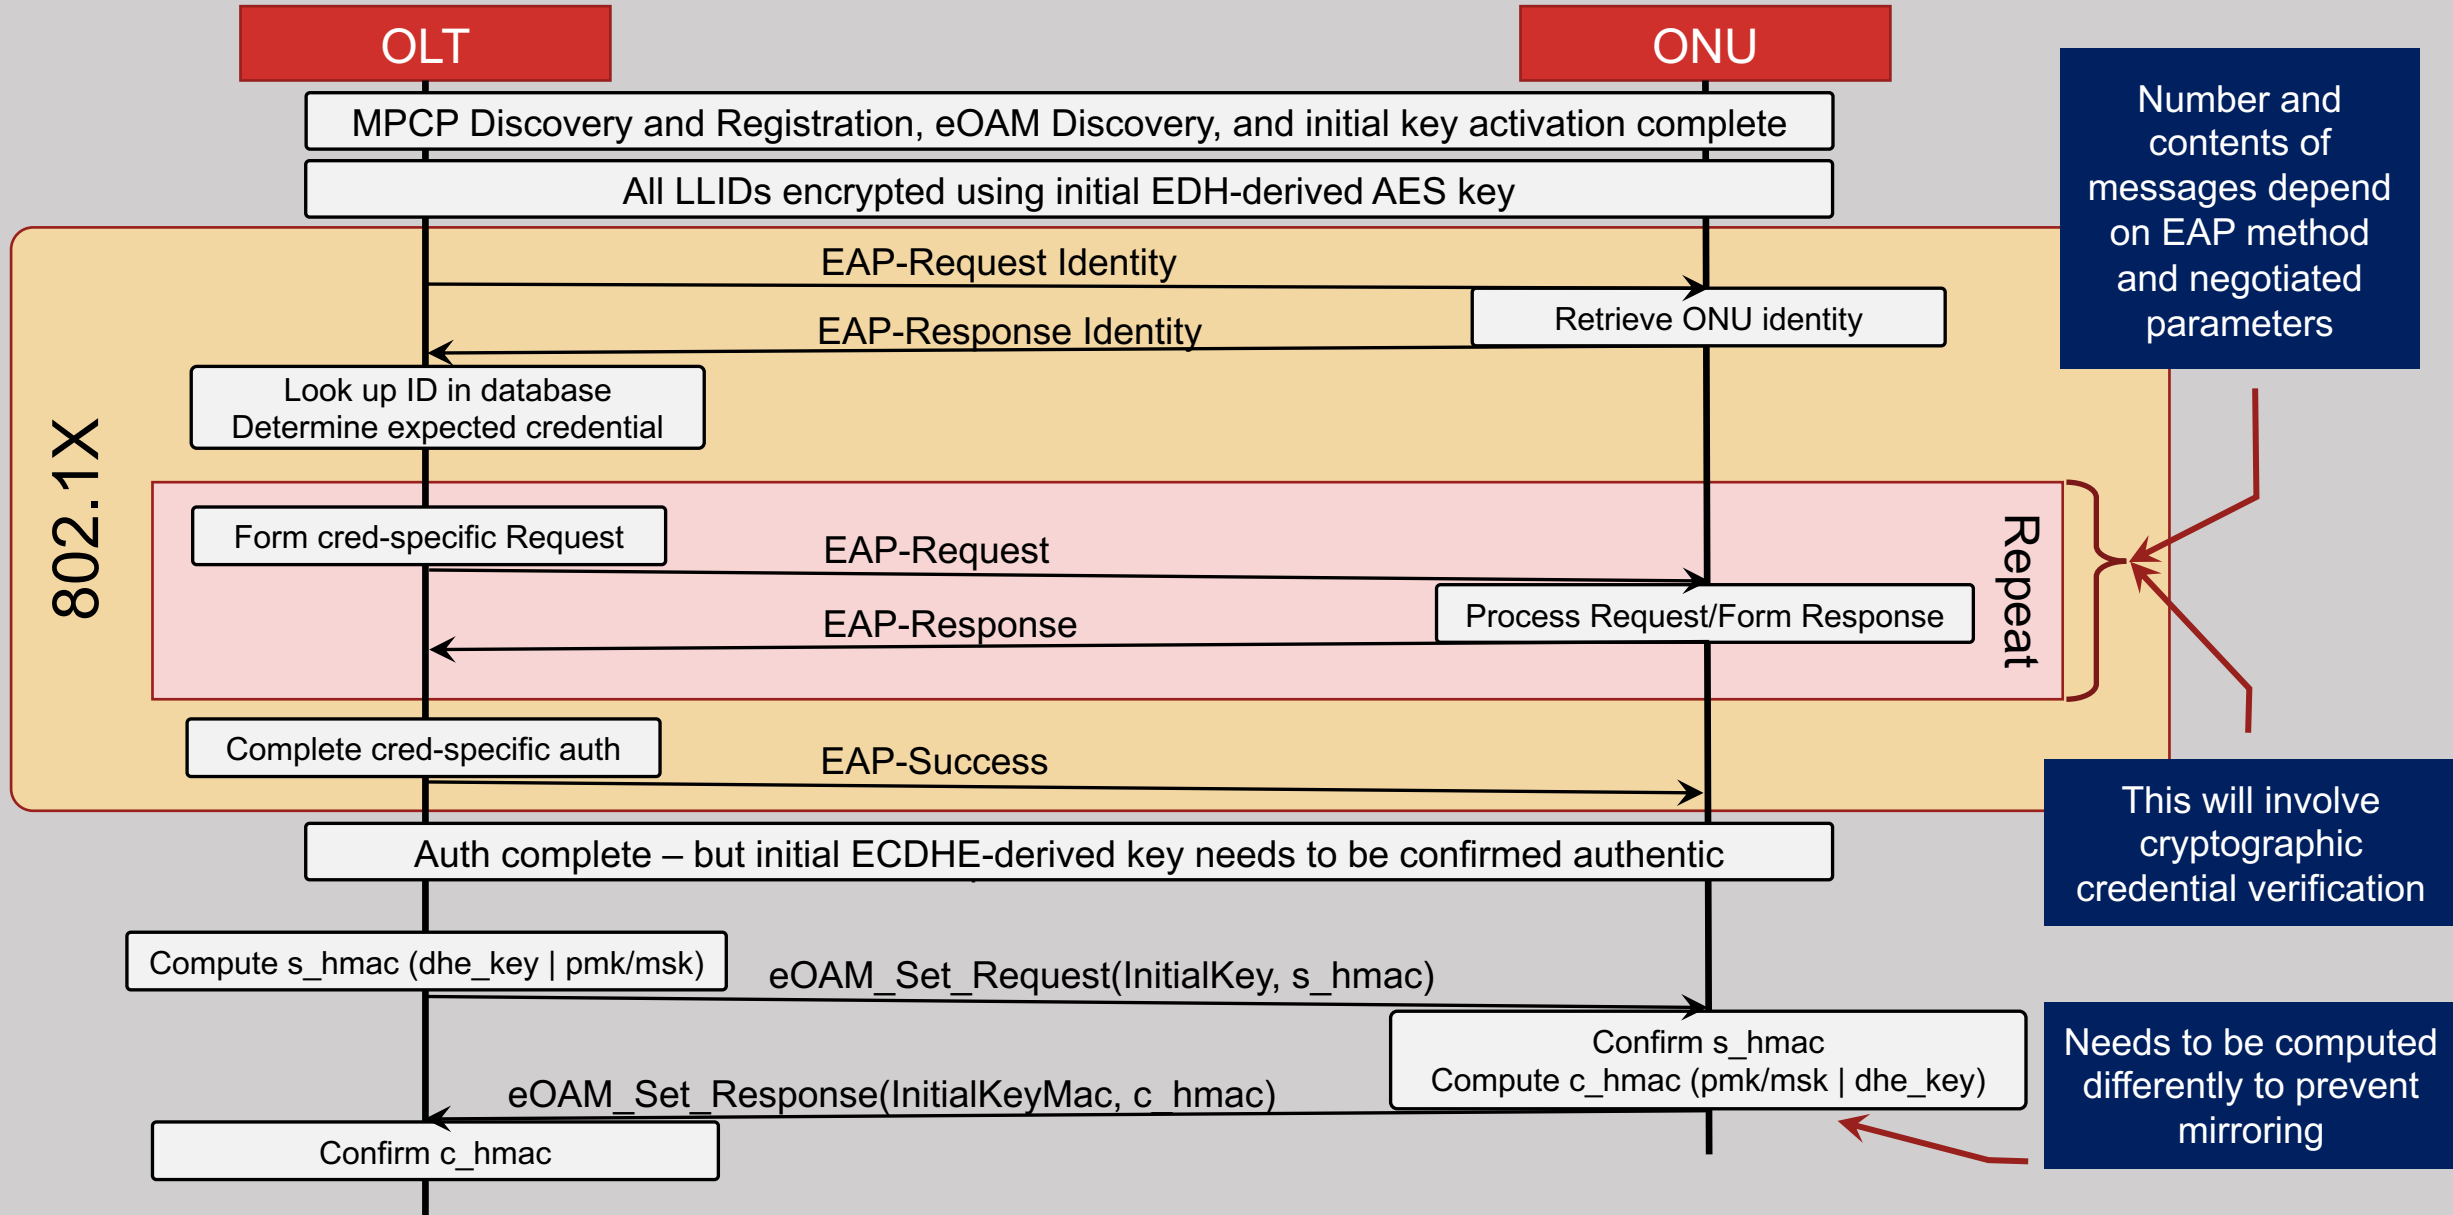 OLT
ONU
MPCP Discovery and Registration, eOAM Discovery, and initial key activation complete
All LLIDs encrypted using initial EDH-derived AES key
Number and
contents of
messages depend
on EAP method
and negotiated
parameters
802.1X
EAP-Request Identity
Retrieve ONU identity
EAP-Response Identity
Look up ID in database
Determine expected credential
Form cred-specific Request
EAP-Request
Process Request/Form Response
EAP-Response
Repeat
Complete cred-specific auth
EAP-Success
This will involve
cryptographic
credential verification
Auth complete – but initial ECDHE-derived key needs to be confirmed authentic
Compute s_hmac (dhe_key | pmk/msk)
eOAM_Set_Request(InitialKey, s_hmac)
Confirm s_hmac
Compute c_hmac (pmk/msk | dhe_key)
Needs to be computed
differently to prevent
mirroring
eOAM_Set_Response(InitialKeyMac, c_hmac)
Confirm c_hmac